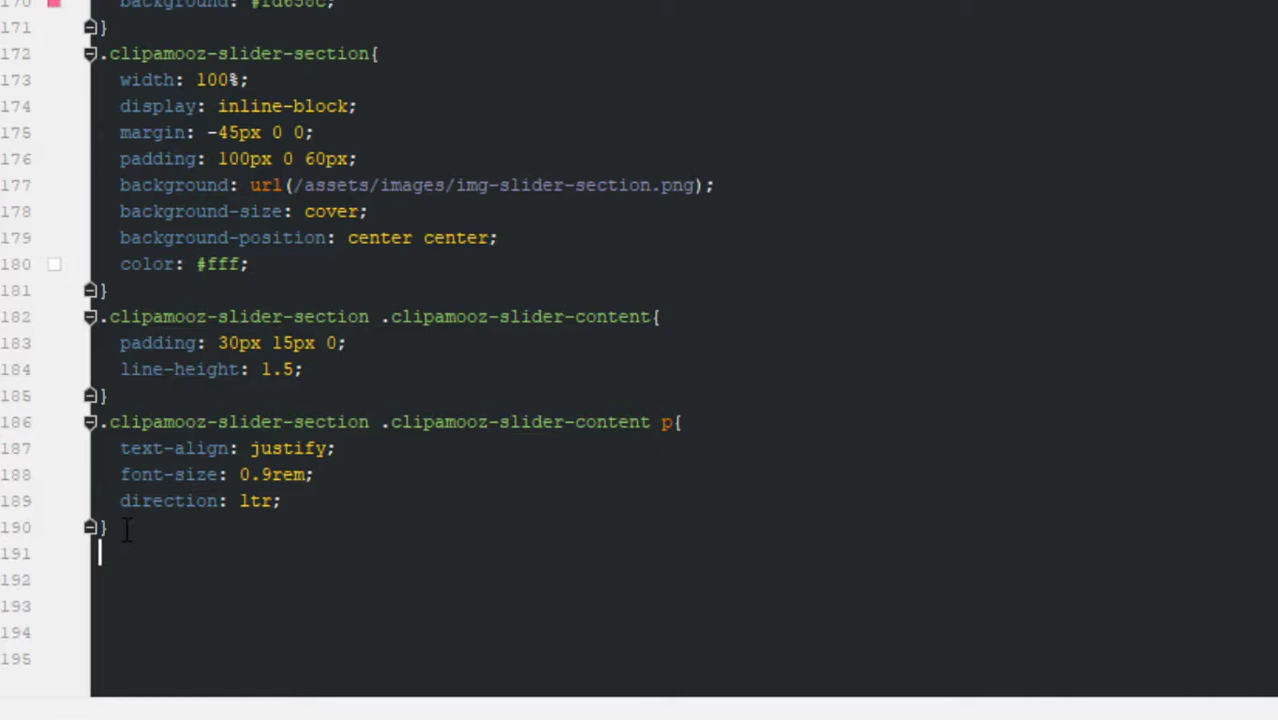 170 background: #fd658c;
171 }
172 .clipamooz-slider-section{
173 width: 100%;
174 display: inline-block;
175 margin: -45px 0 0;
176 padding: 100px 0 60px;
177 background: url(/assets/images/img-slider-section.png);
178 background-size: cover;
179 background-position: center center;
180 color: #fff;
181 }
182 .clipamooz-slider-section .clipamooz-slider-content{
183 padding: 30px 15px 0;
184 line-height: 1.5;
185 }
186 .clipamooz-slider-section .clipamooz-slider-content p{
187 text-align: justify;
188 font-size: 0.9rem;
189 direction: ltr;
190 }
191
192
193
194
195